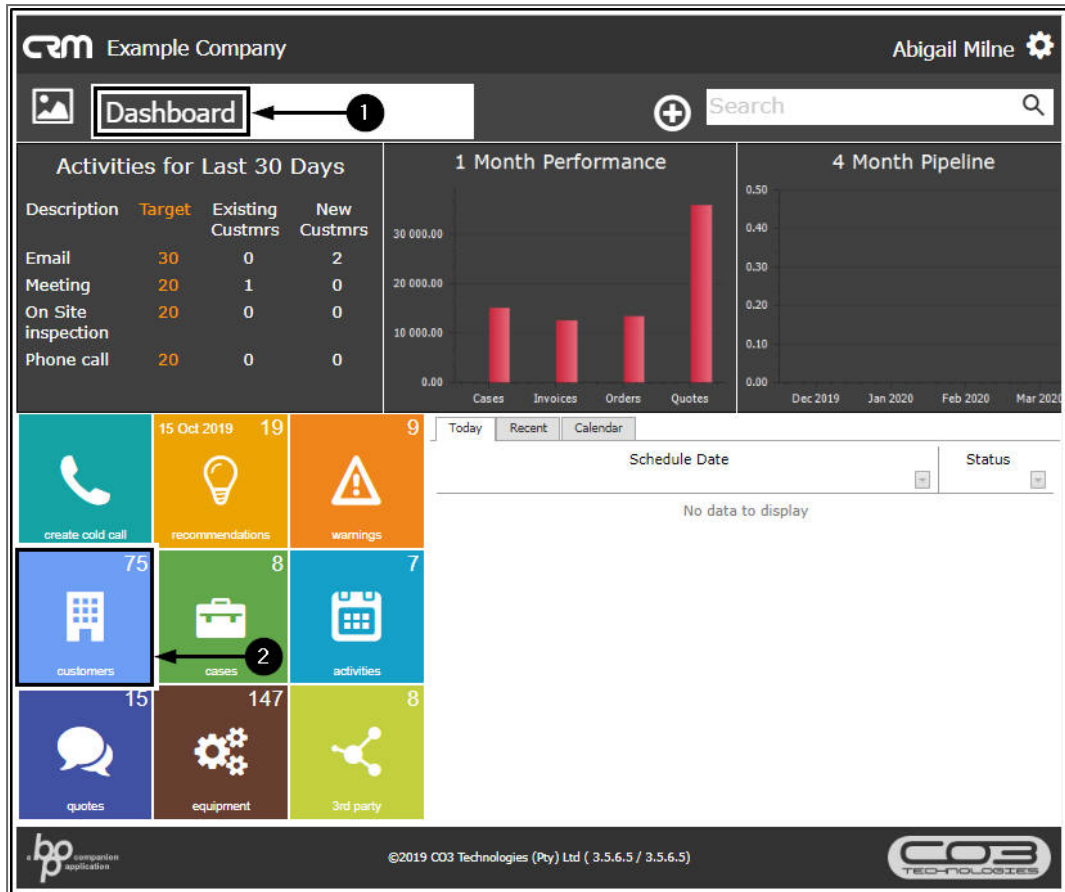 CRM Example Company
Abigail Milne
Dashboard
1
Search
Activities for Last 30 Days
Description Target Existing Custmrs New Custmrs
Email 30 0 2
Meeting 20 1 0
On Site inspection 20 0 0
Phone call 20 0 0
1 Month Performance
30 000.00
20 000.00
10 000.00
0.00
Cases Invoices Orders Quotes
4 Month Pipeline
0.50
0.40
0.30
0.20
0.10
0.00
Dec 2019 Jan 2020 Feb 2020 Mar 2020
create cold call
15 Oct 2019 19
recommendations
9
warnings
75
customers
8
cases
2
7
activities
15
quotes
147
equipment
8
3rd party
Today Recent Calendar
Schedule Date Status
No data to display
a bpo companion application
©2019 CO3 Technologies (Pty) Ltd ( 3.5.6.5 / 3.5.6.5)
CO3
TECHNOLOGIES